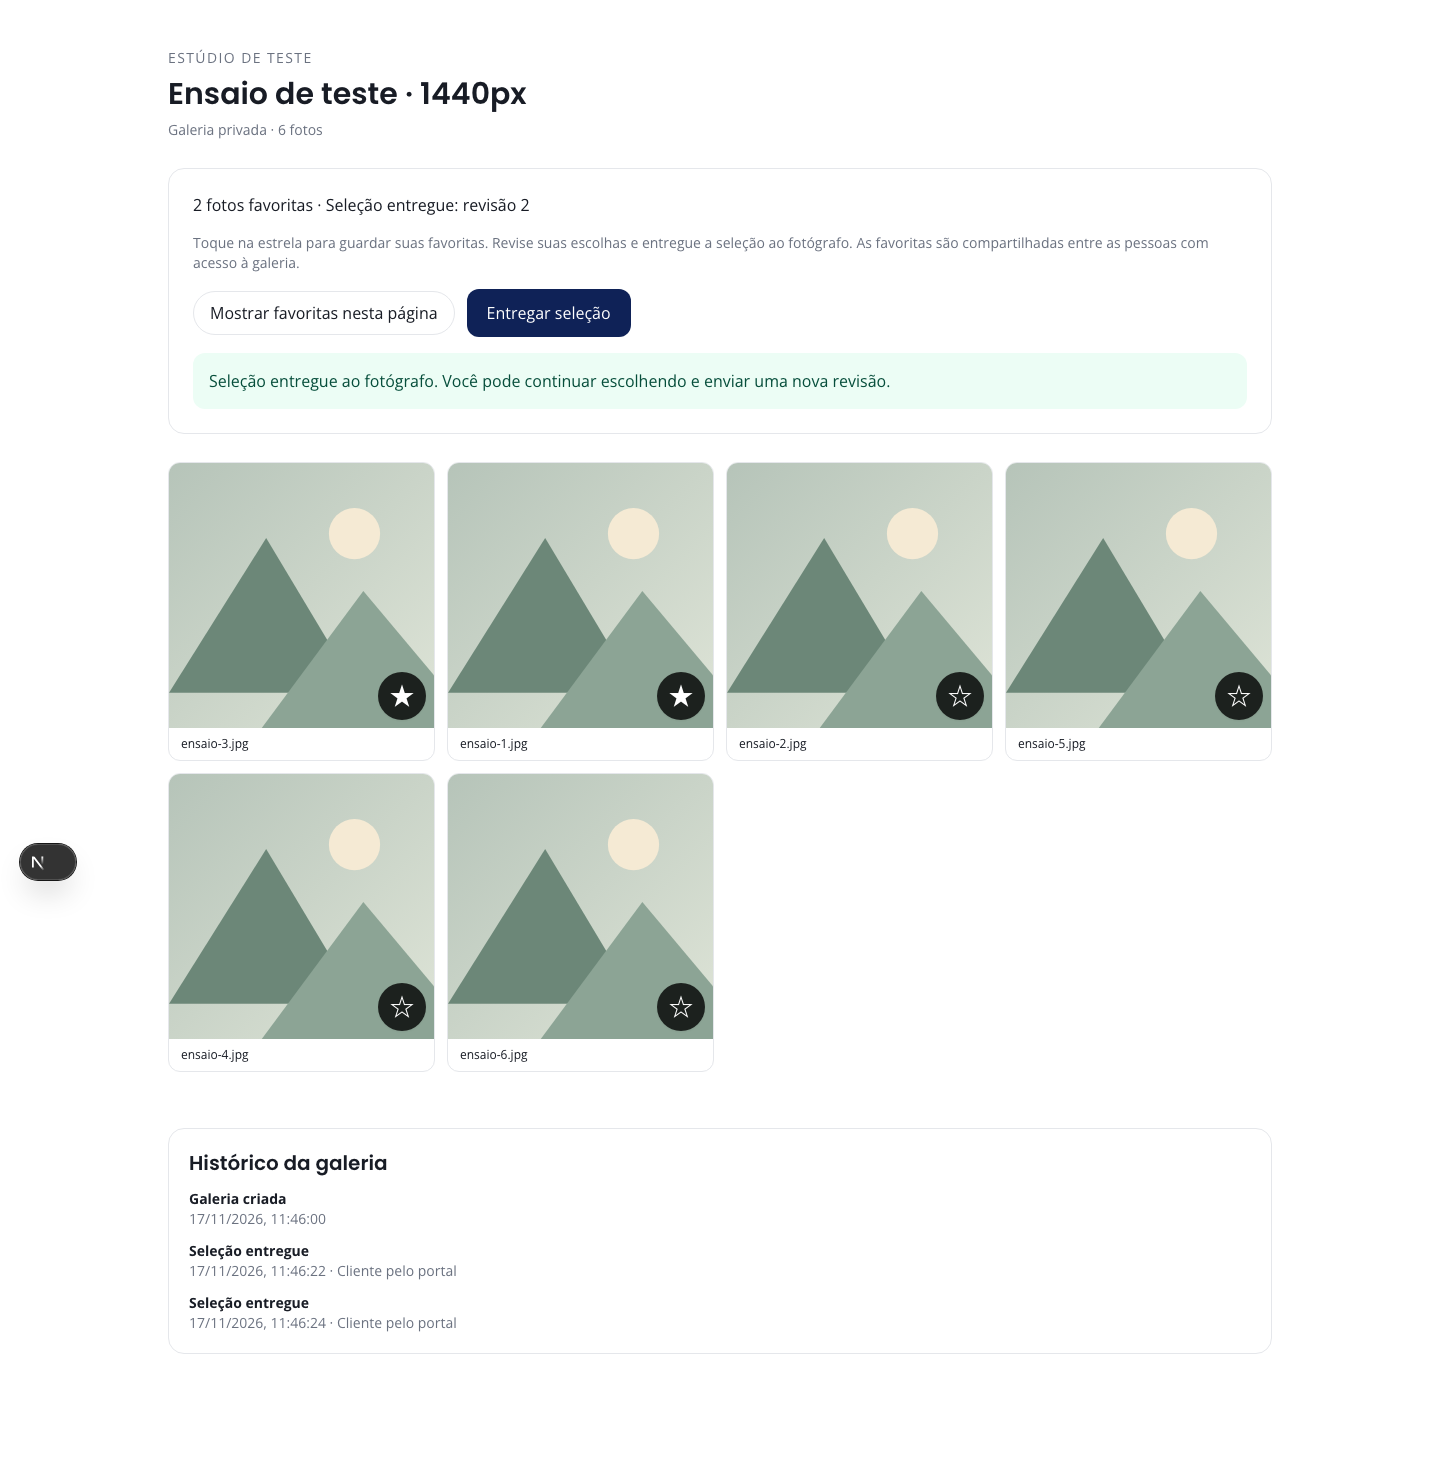 ESTÚDIO DE TESTE
Ensaio de teste · 1440px
Galeria privada · 6 fotos
2 fotos favoritas · Seleção entregue: revisão 2
Toque na estrela para guardar suas favoritas. Revise suas escolhas e entregue a seleção ao fotógrafo. As favoritas são compartilhadas entre as pessoas com
acesso à galeria.
Mostrar favoritas nesta página
Entregar seleção
Seleção entregue ao fotógrafo. Você pode continuar escolhendo e enviar uma nova revisão.
ensaio-3.jpg
ensaio-1.jpg
ensaio-2.jpg
ensaio-5.jpg
N
ensaio-4.jpg
ensaio-6.jpg
Histórico da galeria
Galeria criada
17/11/2026, 11:46:00
Seleção entregue
17/11/2026, 11:46:22 · Cliente pelo portal
Seleção entregue
17/11/2026, 11:46:24 · Cliente pelo portal